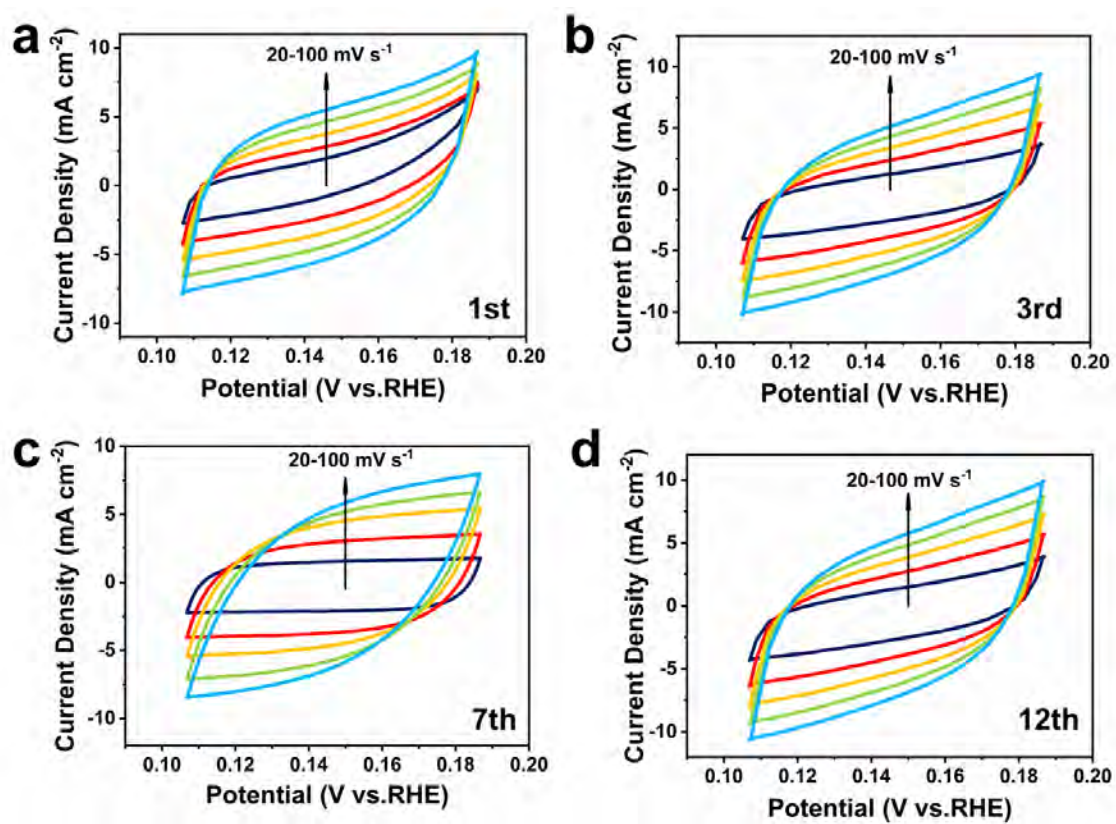 a
20-100 mV s⁻¹
Current Density (mA cm⁻²)
10
5
0
-5
-10
1st
0.10 0.12 0.14 0.16 0.18 0.20
Potential (V vs.RHE)
b
20-100 mV s⁻¹
Current Density (mA cm⁻²)
10
5
0
-5
-10
3rd
0.10 0.12 0.14 0.16 0.18 0.20
Potential (V vs.RHE)
c
20-100 mV s⁻¹
Current Density (mA cm⁻²)
10
5
0
-5
-10
7th
0.10 0.12 0.14 0.16 0.18 0.20
Potential (V vs.RHE)
d
20-100 mV s⁻¹
Current Density (mA cm⁻²)
10
5
0
-5
-10
12th
0.10 0.12 0.14 0.16 0.18 0.20
Potential (V vs.RHE)